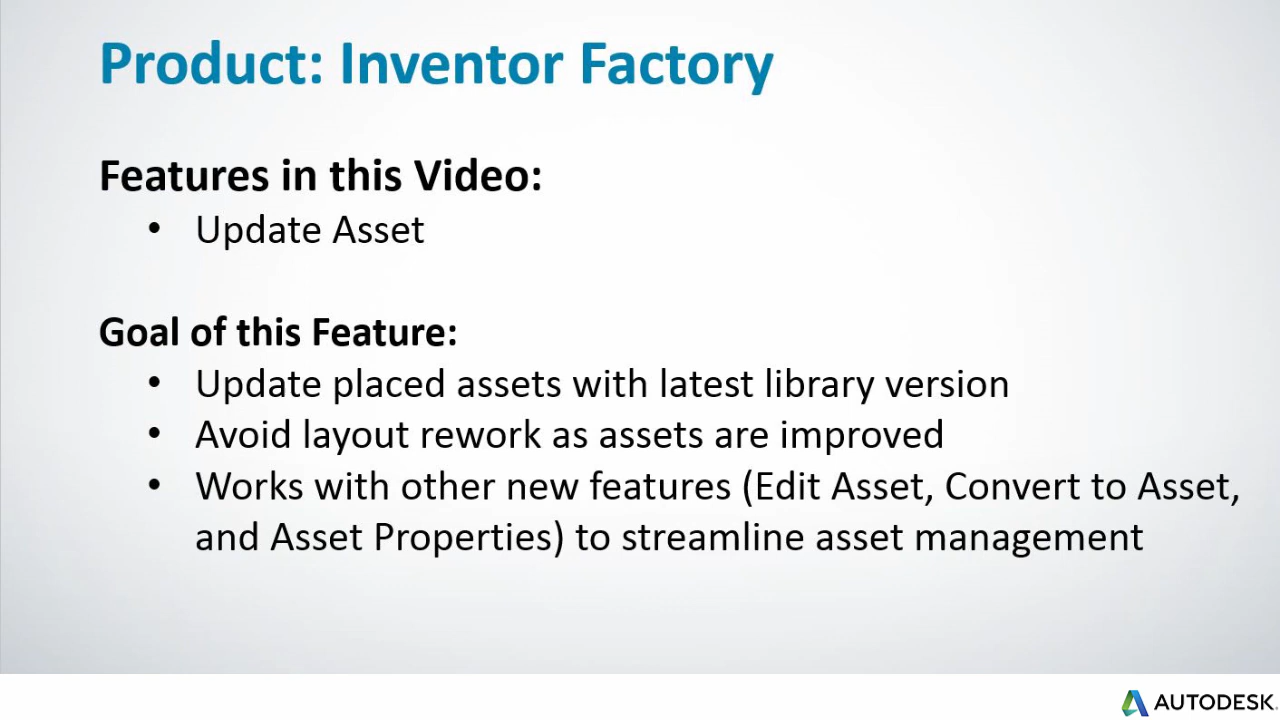 Product: Inventor Factory
Features in this Video:
• Update Asset
Goal of this Feature:
• Update placed assets with latest library version
• Avoid layout rework as assets are improved
• Works with other new features (Edit Asset, Convert to Asset,
and Asset Properties) to streamline asset management
AUTODESK.